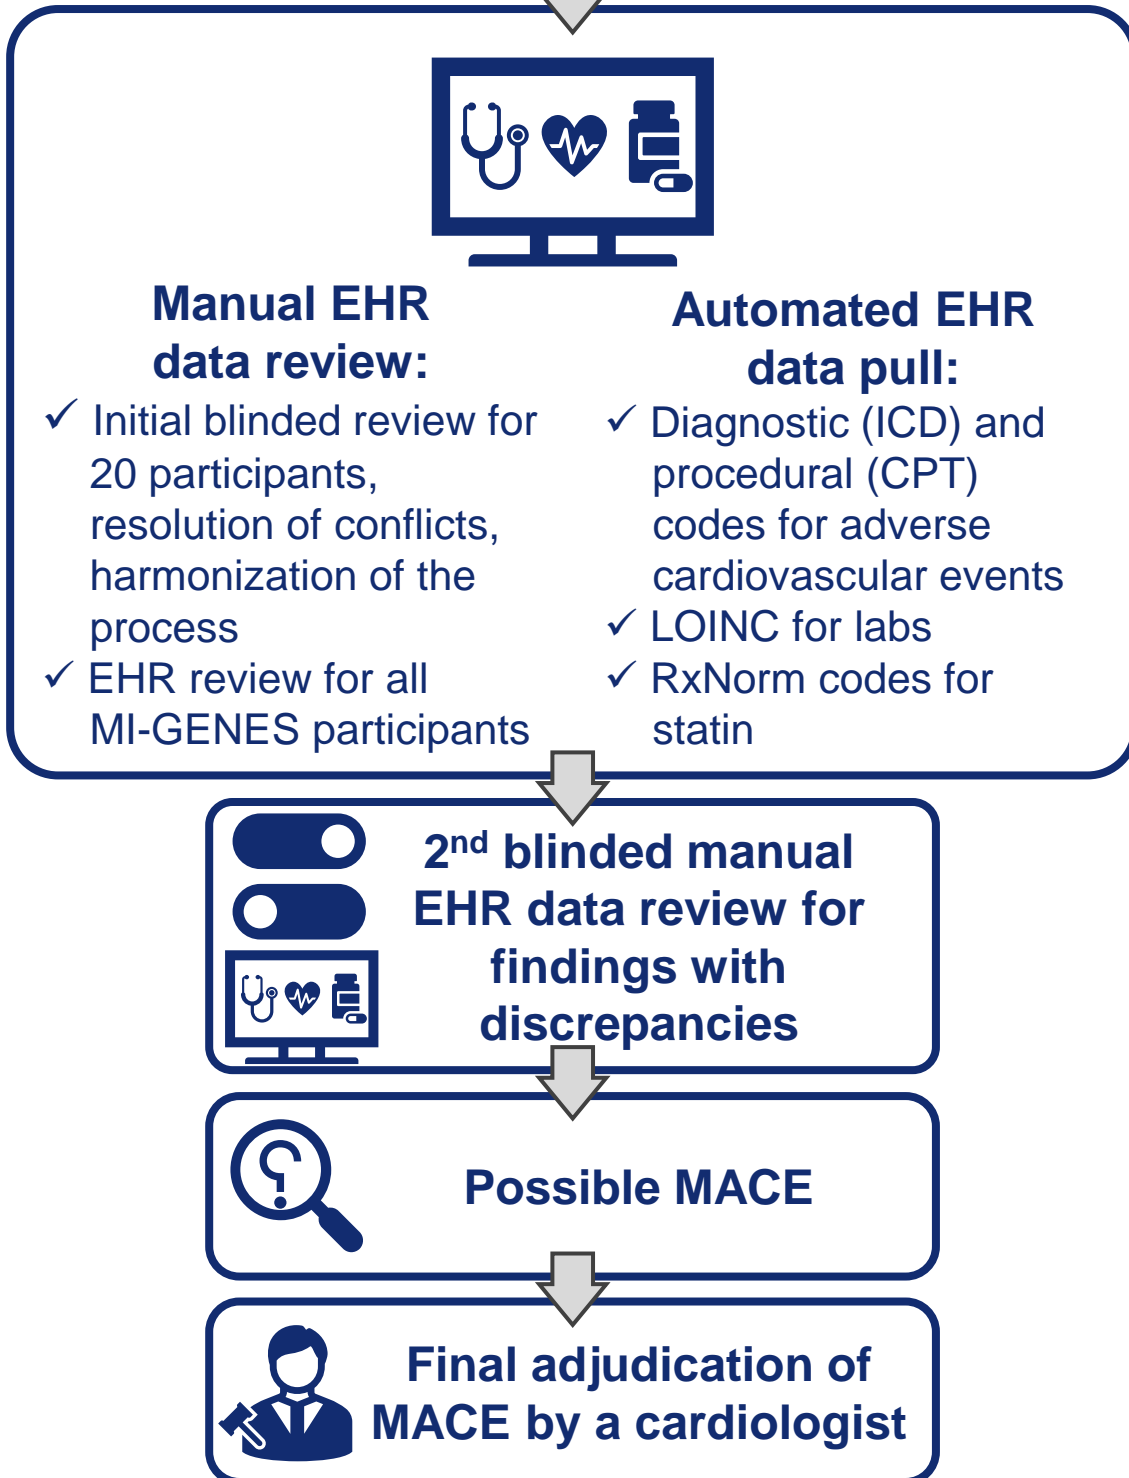 Manual EHR
data review:
✓ Initial blinded review for
20 participants,
resolution of conflicts,
harmonization of the
process
✓ EHR review for all
MI-GENES participants
Automated EHR
data pull:
✓ Diagnostic (ICD) and
procedural (CPT)
codes for adverse
cardiovascular events
✓ LOINC for labs
✓ RxNorm codes for
statin
2nd blinded manual
EHR data review for
findings with
discrepancies
Possible MACE
Final adjudication of
MACE by a cardiologist